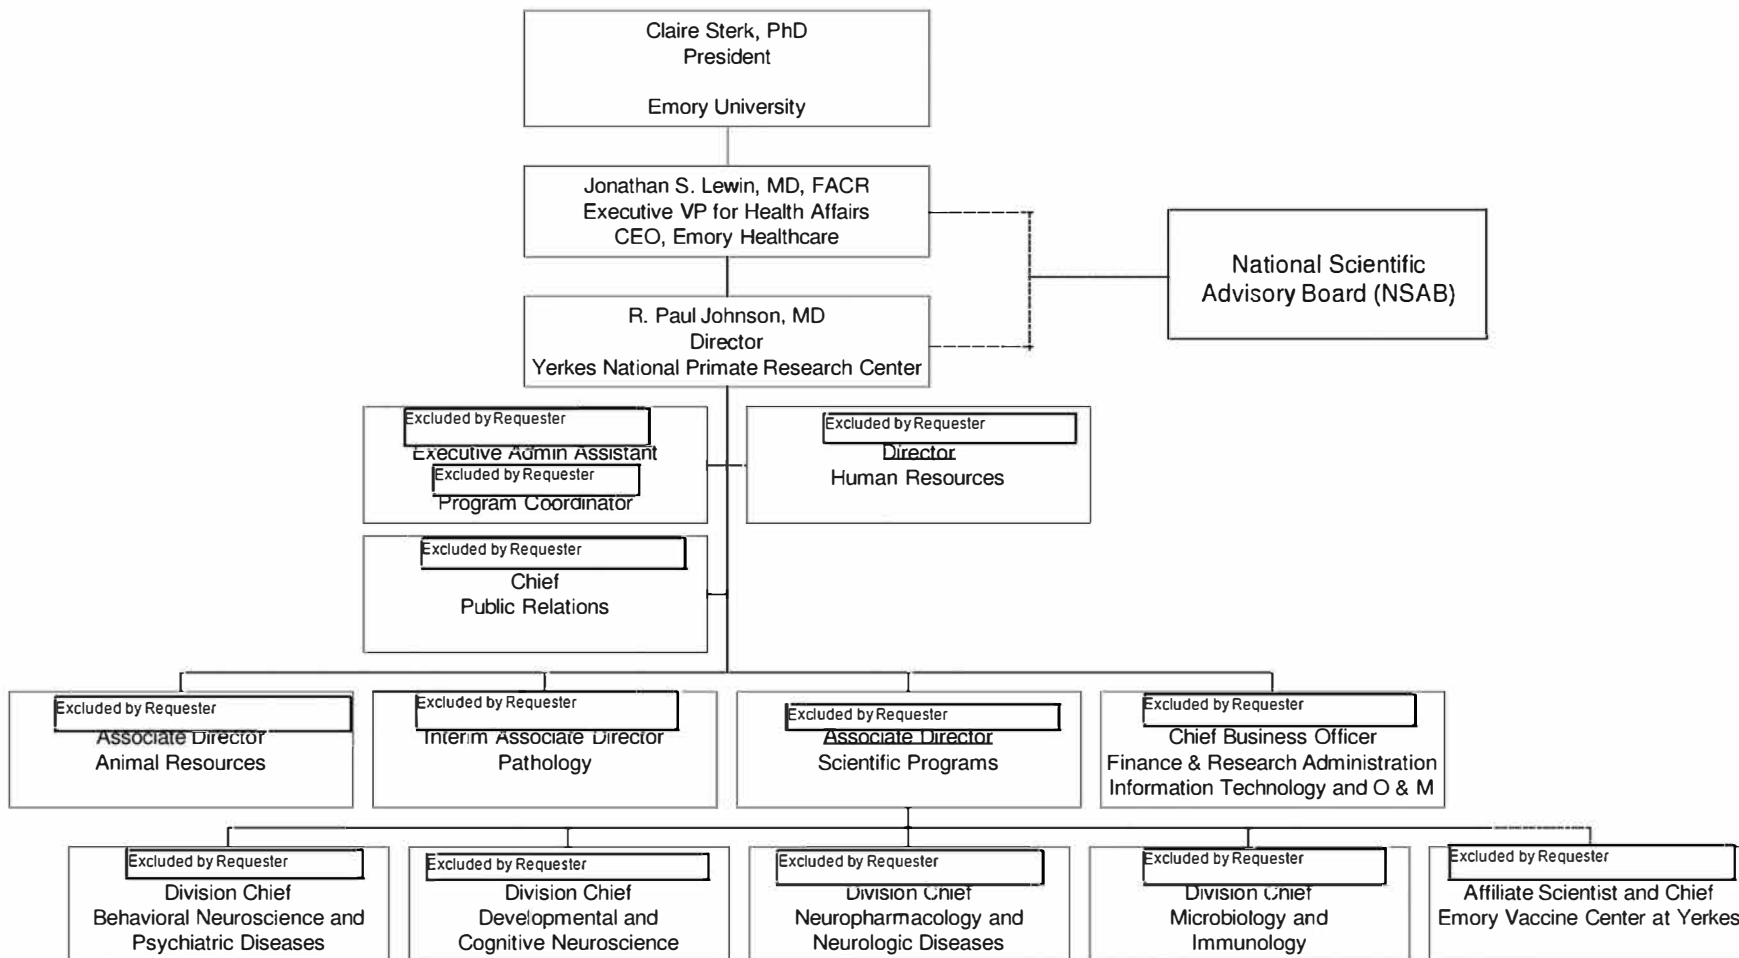 Claire Sterk, PhD
President
Emory University
Jonathan S. Lewin, MD, FACR
Executive VP for Health Affairs
CEO, Emory Healthcare
National Scientific
Advisory Board (NSAB)
R. Paul Johnson, MD
Director
Yerkes National Primate Research Center
Excluded by Requester
Executive Admin Assistant
Excluded by Requester
Program Coordinator
Excluded by Requester
Director
Human Resources
Excluded by Requester
Chief
Public Relations
Excluded by Requester
Associate Director
Animal Resources
Excluded by Requester
Interim Associate Director
Pathology
Excluded by Requester
Associate Director
Scientific Programs
Excluded by Requester
Chief Business Officer
Finance & Research Administration
Information Technology and O & M
Excluded by Requester
Division Chief
Behavioral Neuroscience and
Psychiatric Diseases
Excluded by Requester
Division Chief
Developmental and
Cognitive Neuroscience
Excluded by Requester
Division Chief
Neuropharmacology and
Neurologic Diseases
Excluded by Requester
Division Chief
Microbiology and
Immunology
Excluded by Requester
Affiliate Scientist and Chief
Emory Vaccine Center at Yerkes